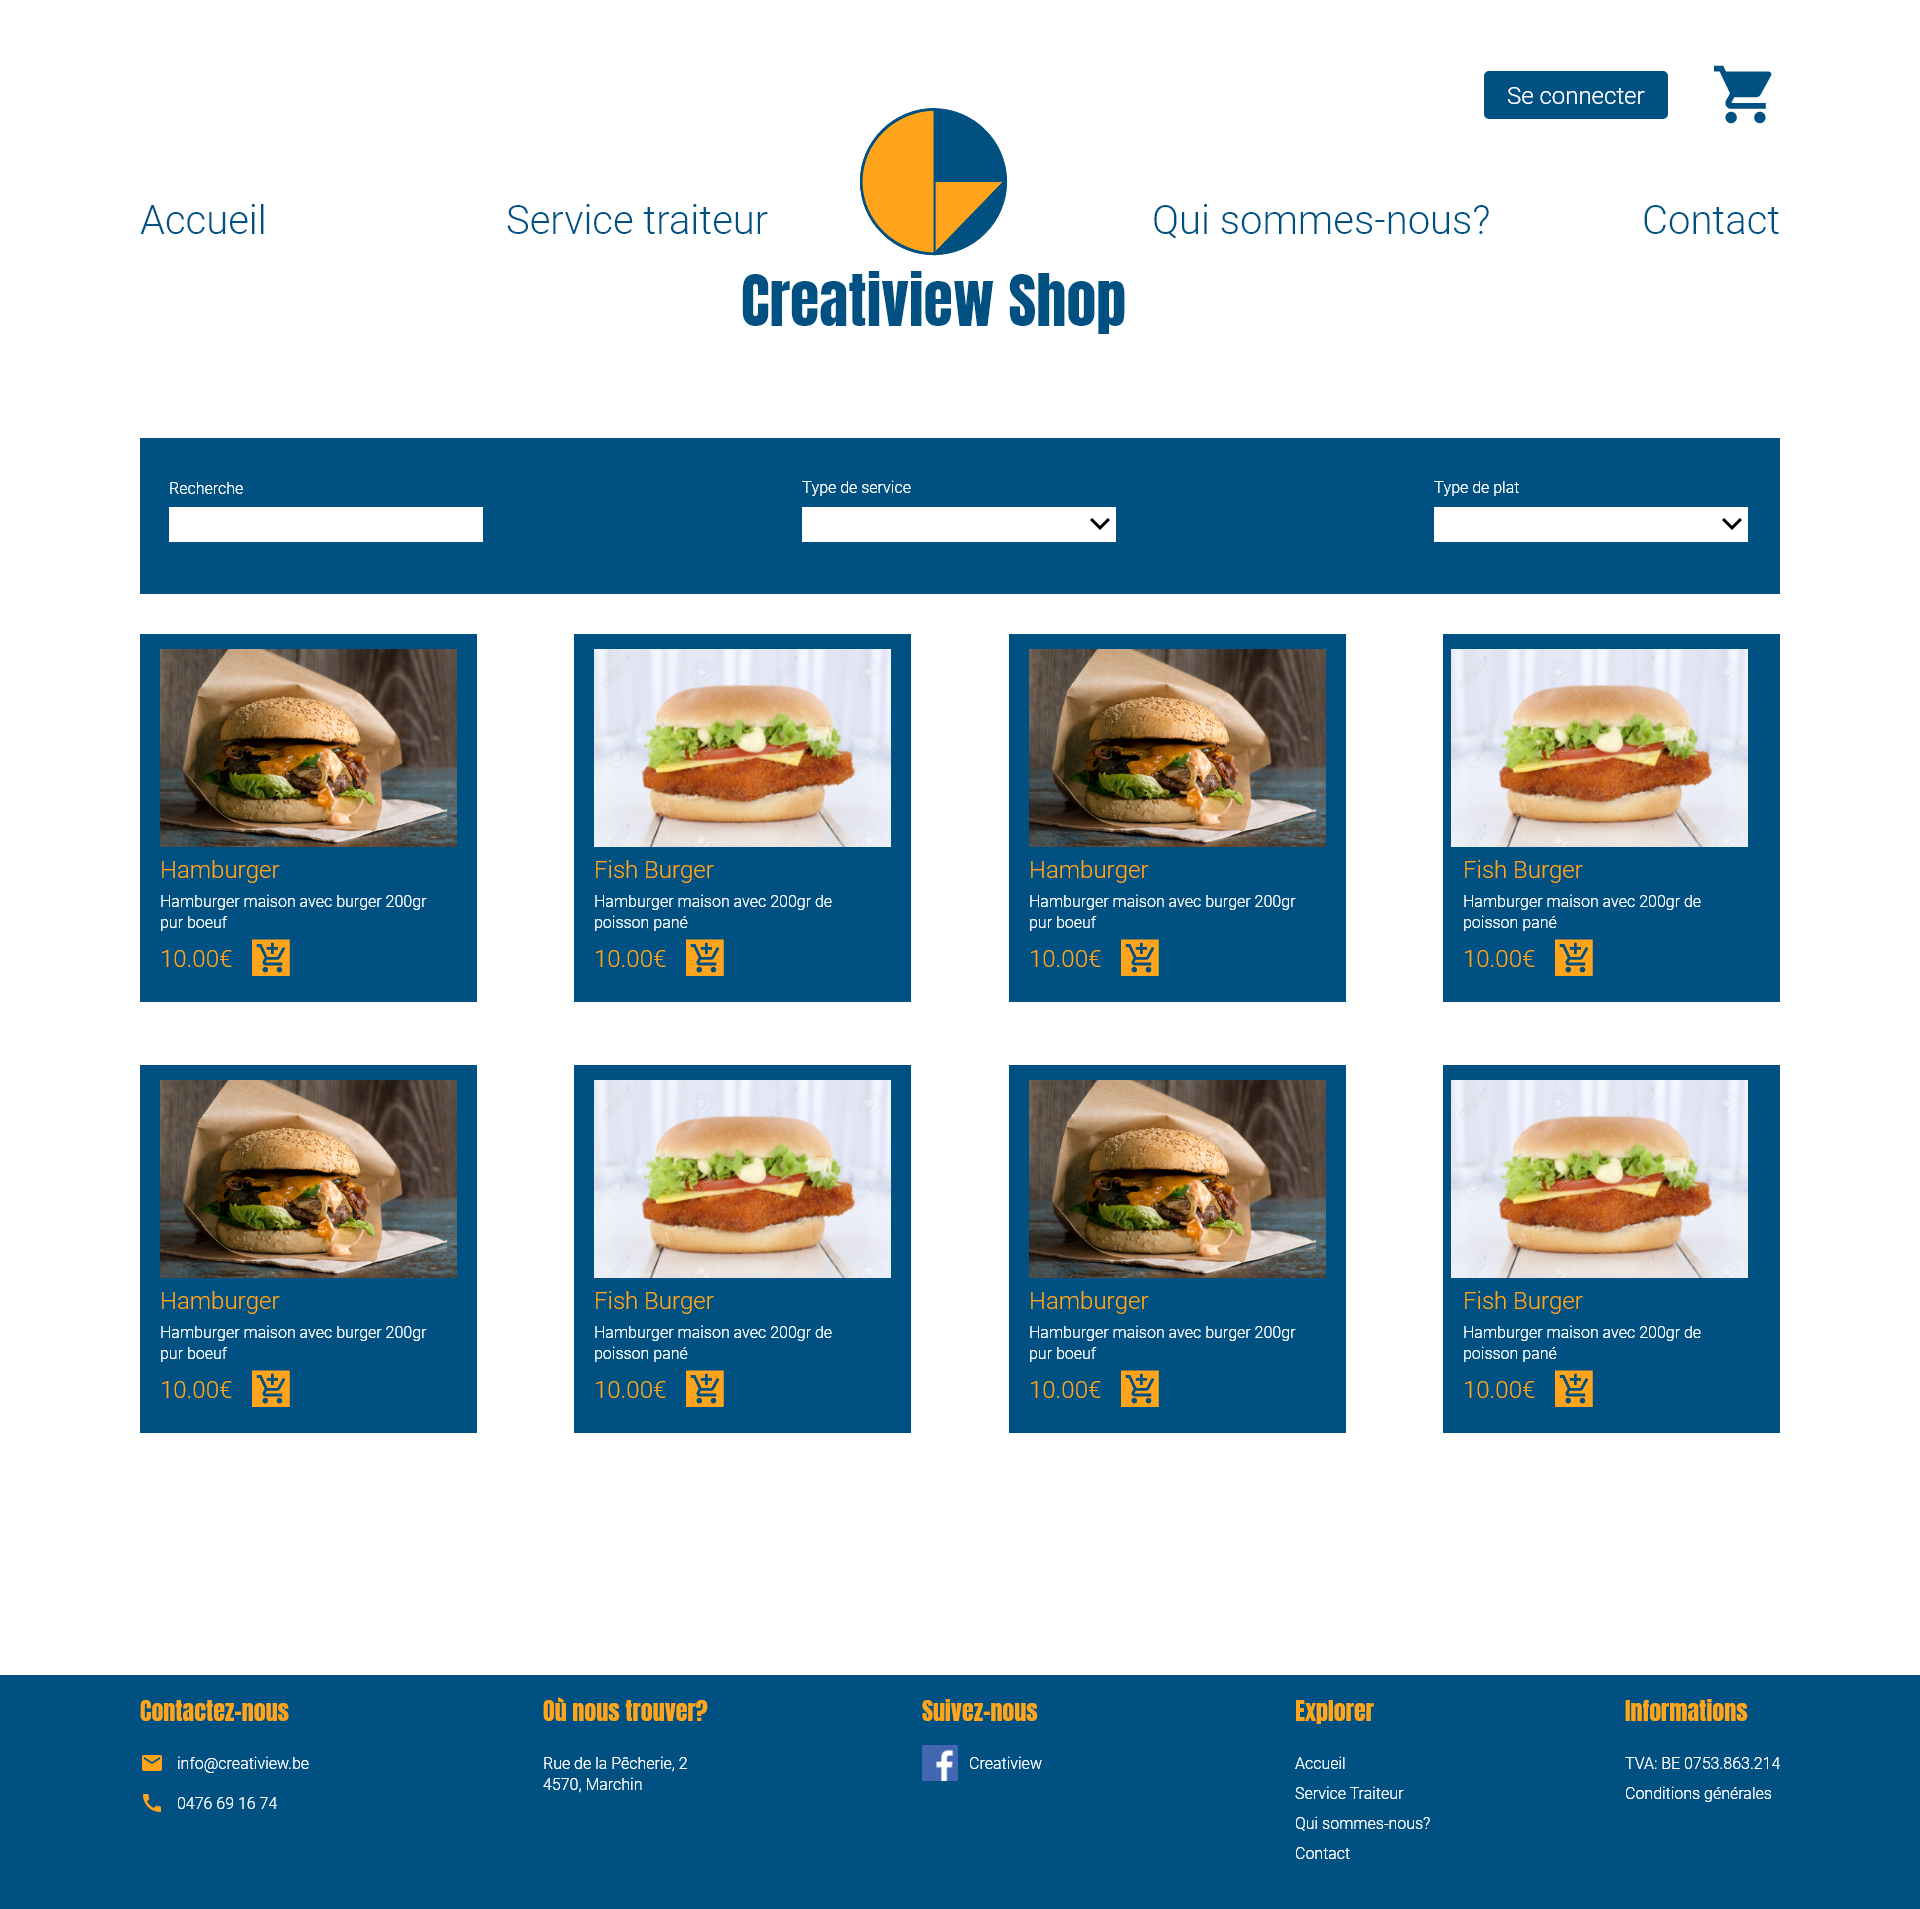 Se connecter
Accueil
Service traiteur
Qui sommes-nous?
Contact
Creatiview Shop
Recherche
Type de service
Type de plat
Hamburger
Hamburger maison avec burger 200gr
pur boeuf
10.00€
Fish Burger
Hamburger maison avec 200gr de
poisson pané
10.00€
Hamburger
Hamburger maison avec burger 200gr
pur boeuf
10.00€
Fish Burger
Hamburger maison avec 200gr de
poisson pané
10.00€
Hamburger
Hamburger maison avec burger 200gr
pur boeuf
10.00€
Fish Burger
Hamburger maison avec 200gr de
poisson pané
10.00€
Hamburger
Hamburger maison avec burger 200gr
pur boeuf
10.00€
Fish Burger
Hamburger maison avec 200gr de
poisson pané
10.00€
Contactez-nous
info@creatiview.be
0476 69 16 74
Où nous trouver?
Rue de la Pêcherie, 2
4570, Marchin
Suivez-nous
Creatiview
Explorer
Accueil
Service Traiteur
Qui sommes-nous?
Contact
Informations
TVA: BE 0753.863.214
Conditions générales